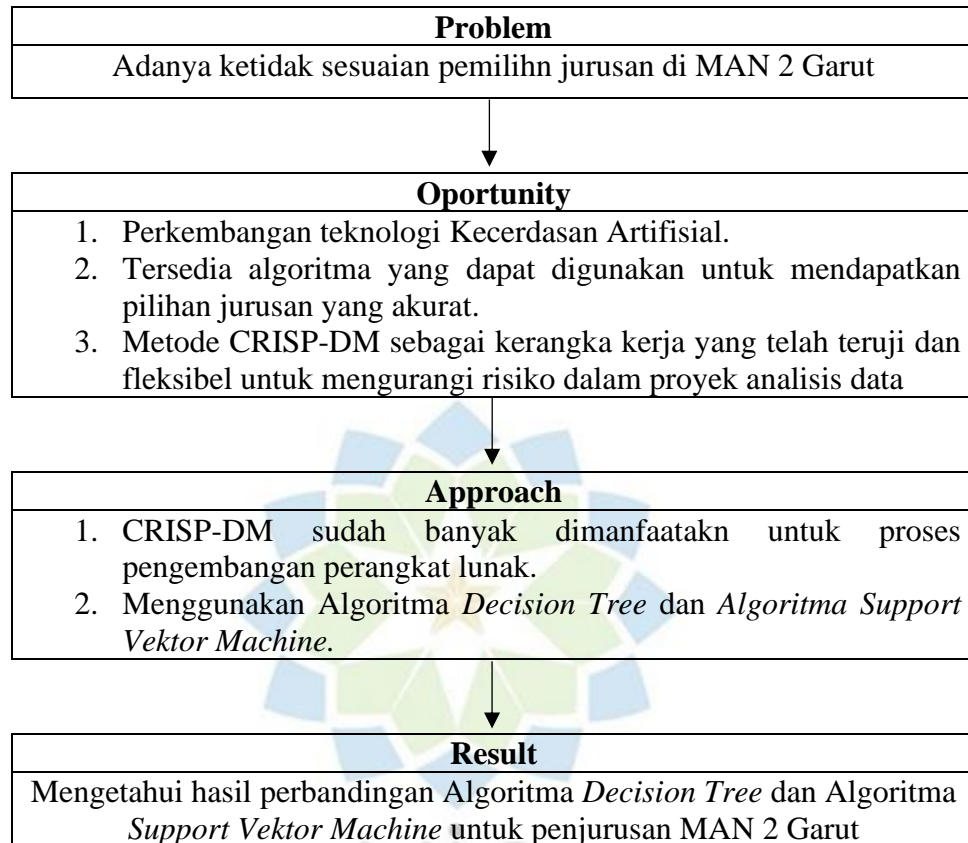 Problem
Adanya ketidak sesuaian pemilihn jurusan di MAN 2 Garut
Oportunity
1. Perkembangan teknologi Kecerdasan Artifisial.
2. Tersedia algoritma yang dapat digunakan untuk mendapatkan
pilihan jurusan yang akurat.
3. Metode CRISP-DM sebagai kerangka kerja yang telah teruji dan
fleksibel untuk mengurangi risiko dalam proyek analisis data
Approach
1. CRISP-DM sudah banyak dimanfaatakn untuk proses
pengembangan perangkat lunak.
2. Menggunakan Algoritma Decision Tree dan Algoritma Support
Vektor Machine.
Result
Mengetahui hasil perbandingan Algoritma Decision Tree dan Algoritma
Support Vektor Machine untuk penjurusan MAN 2 Garut